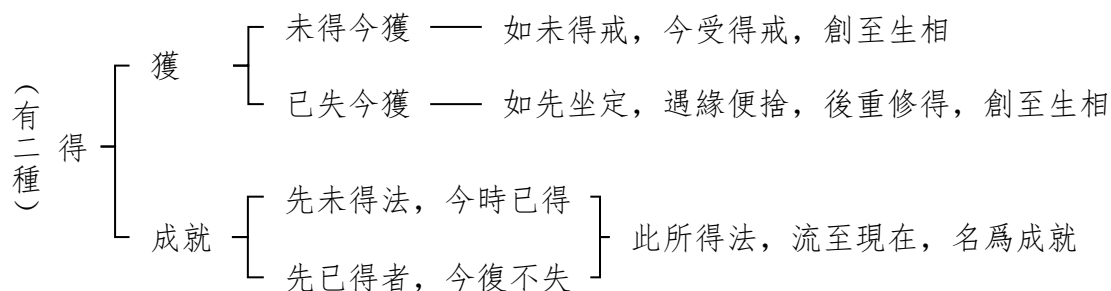 （有二種）
得
獲
未得今獲 —— 如未得戒，今受得戒，創至生相
已失今獲 —— 如先坐定，遇緣便捨，後重修得，創至生相
成就
先未得法，今時已得
先已得者，今復不失
此所得法，流至現在，名爲成就